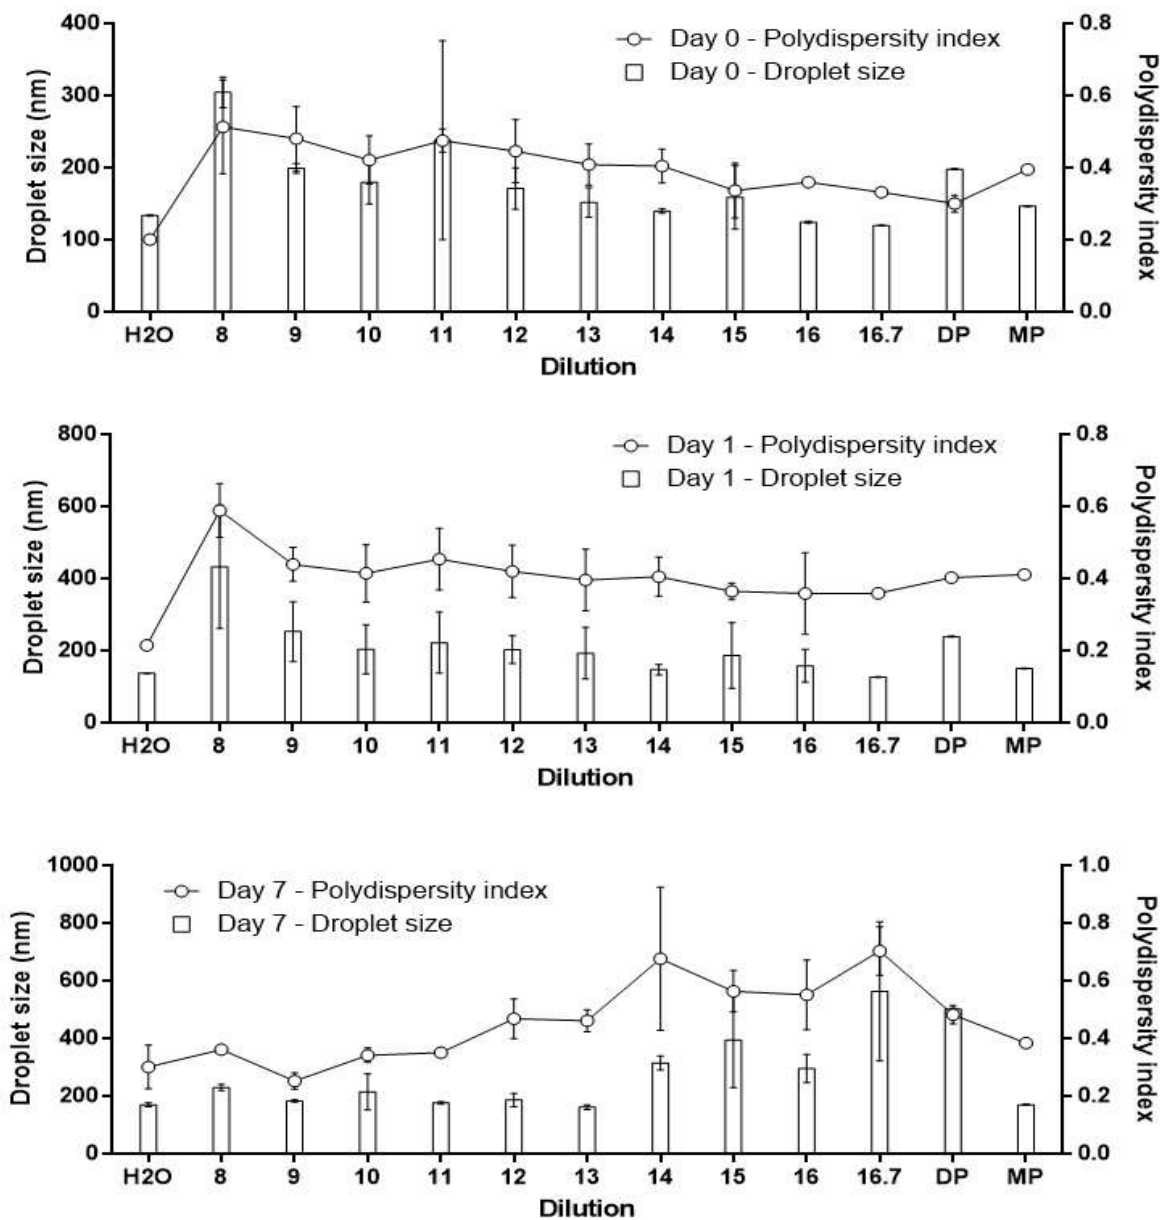 400
300
200
100
0
Droplet size (nm)
Day 0 - Polydispersity index
Day 0 - Droplet size
0.8
0.6
0.4
0.2
0.0
Polydispersity index
H2O 8 9 10 11 12 13 14 15 16 16.7 DP MP
Dilution
800
600
400
200
0
Droplet size (nm)
Day 1 - Polydispersity index
Day 1 - Droplet size
0.8
0.6
0.4
0.2
0.0
Polydispersity index
H2O 8 9 10 11 12 13 14 15 16 16.7 DP MP
Dilution
1000
800
600
400
200
0
Droplet size (nm)
Day 7 - Polydispersity index
Day 7 - Droplet size
1.0
0.8
0.6
0.4
0.2
0.0
Polydispersity index
H2O 8 9 10 11 12 13 14 15 16 16.7 DP MP
Dilution